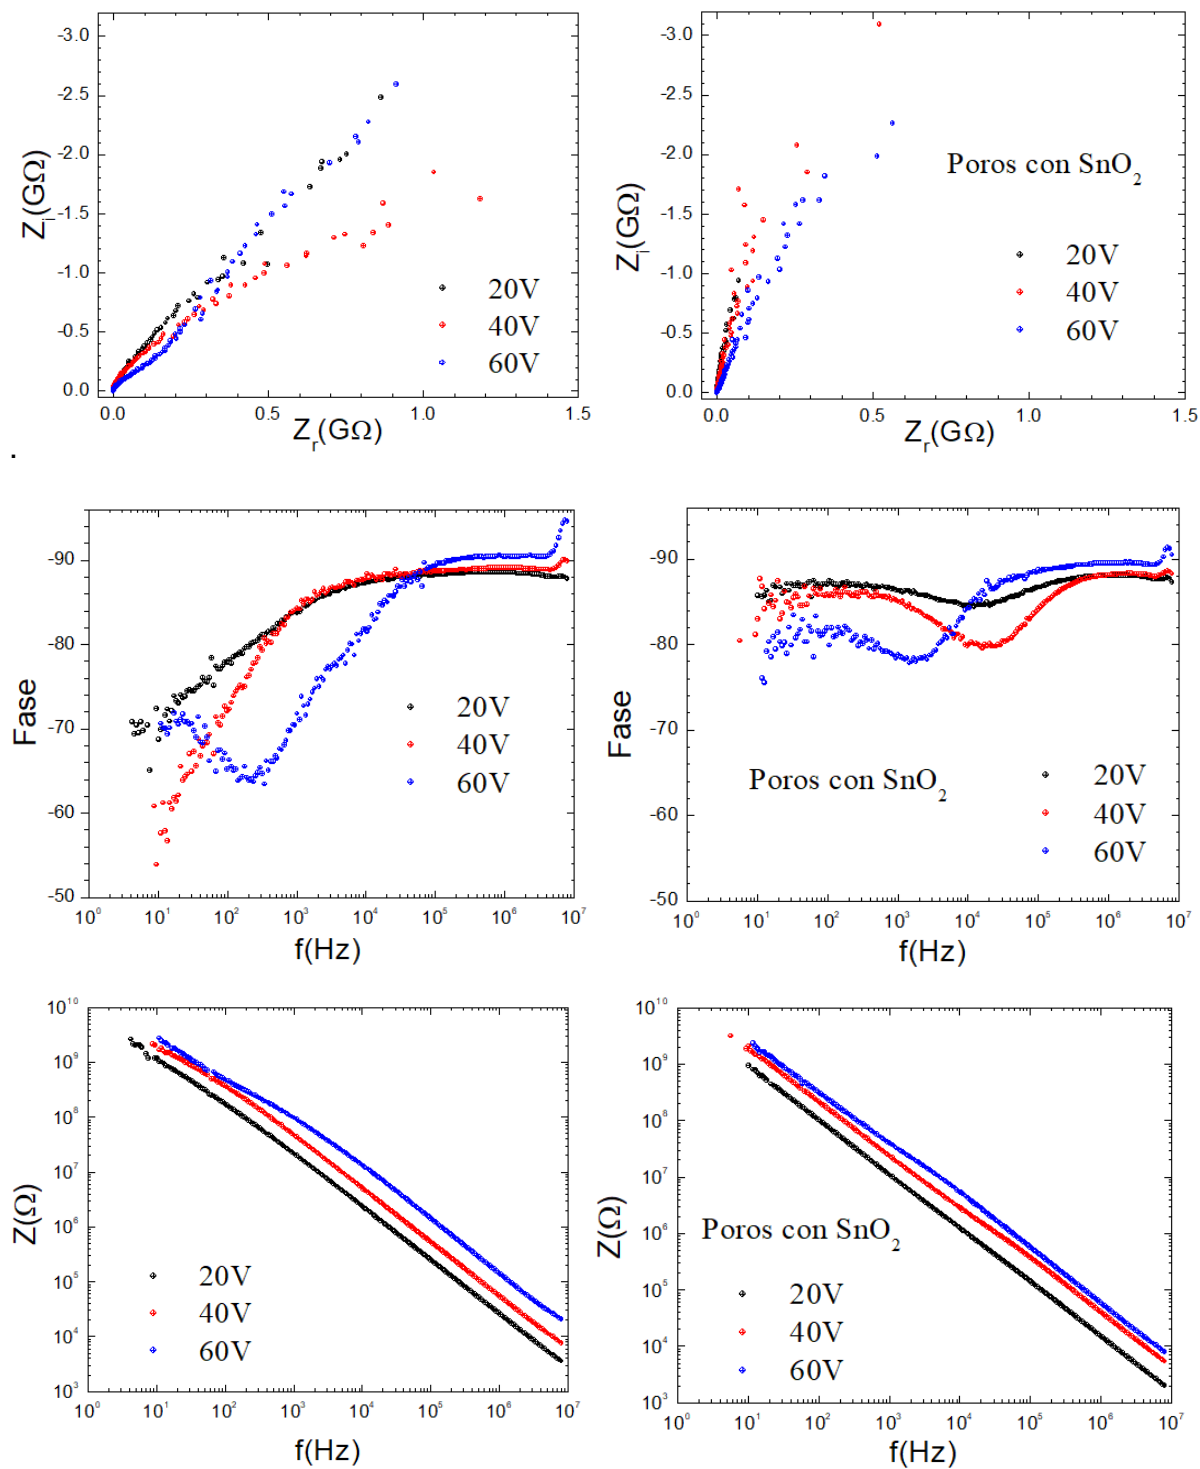 -3.0
-2.5
-2.0
-1.5
-1.0
-0.5
0.0
Zi(GΩ)
20V
40V
60V
0.0 0.5 1.0 1.5
Zr(GΩ)
-3.0
-2.5
-2.0
-1.5
-1.0
-0.5
0.0
Zi(GΩ)
Poros con SnO2
20V
40V
60V
0.0 0.5 1.0 1.5
Zr(GΩ)
.
-90
-80
-70
-60
-50
Fase
20V
40V
60V
10^0 10^1 10^2 10^3 10^4 10^5 10^6 10^7
f(Hz)
-90
-80
-70
-60
-50
Fase
Poros con SnO2
20V
40V
60V
10^0 10^1 10^2 10^3 10^4 10^5 10^6 10^7
f(Hz)
10^10
10^9
10^8
10^7
10^6
10^5
10^4
10^3
Z(Ω)
20V
40V
60V
10^0 10^1 10^2 10^3 10^4 10^5 10^6 10^7
f(Hz)
10^10
10^9
10^8
10^7
10^6
10^5
10^4
10^3
Z(Ω)
Poros con SnO2
20V
40V
60V
10^0 10^1 10^2 10^3 10^4 10^5 10^6 10^7
f(Hz)